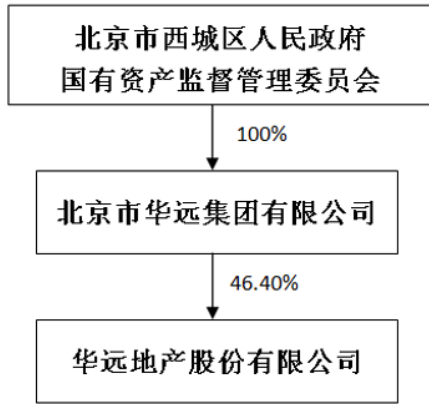 北京市西城区人民政府
国有资产监督管理委员会
100%
北京市华远集团有限公司
46.40%
华远地产股份有限公司